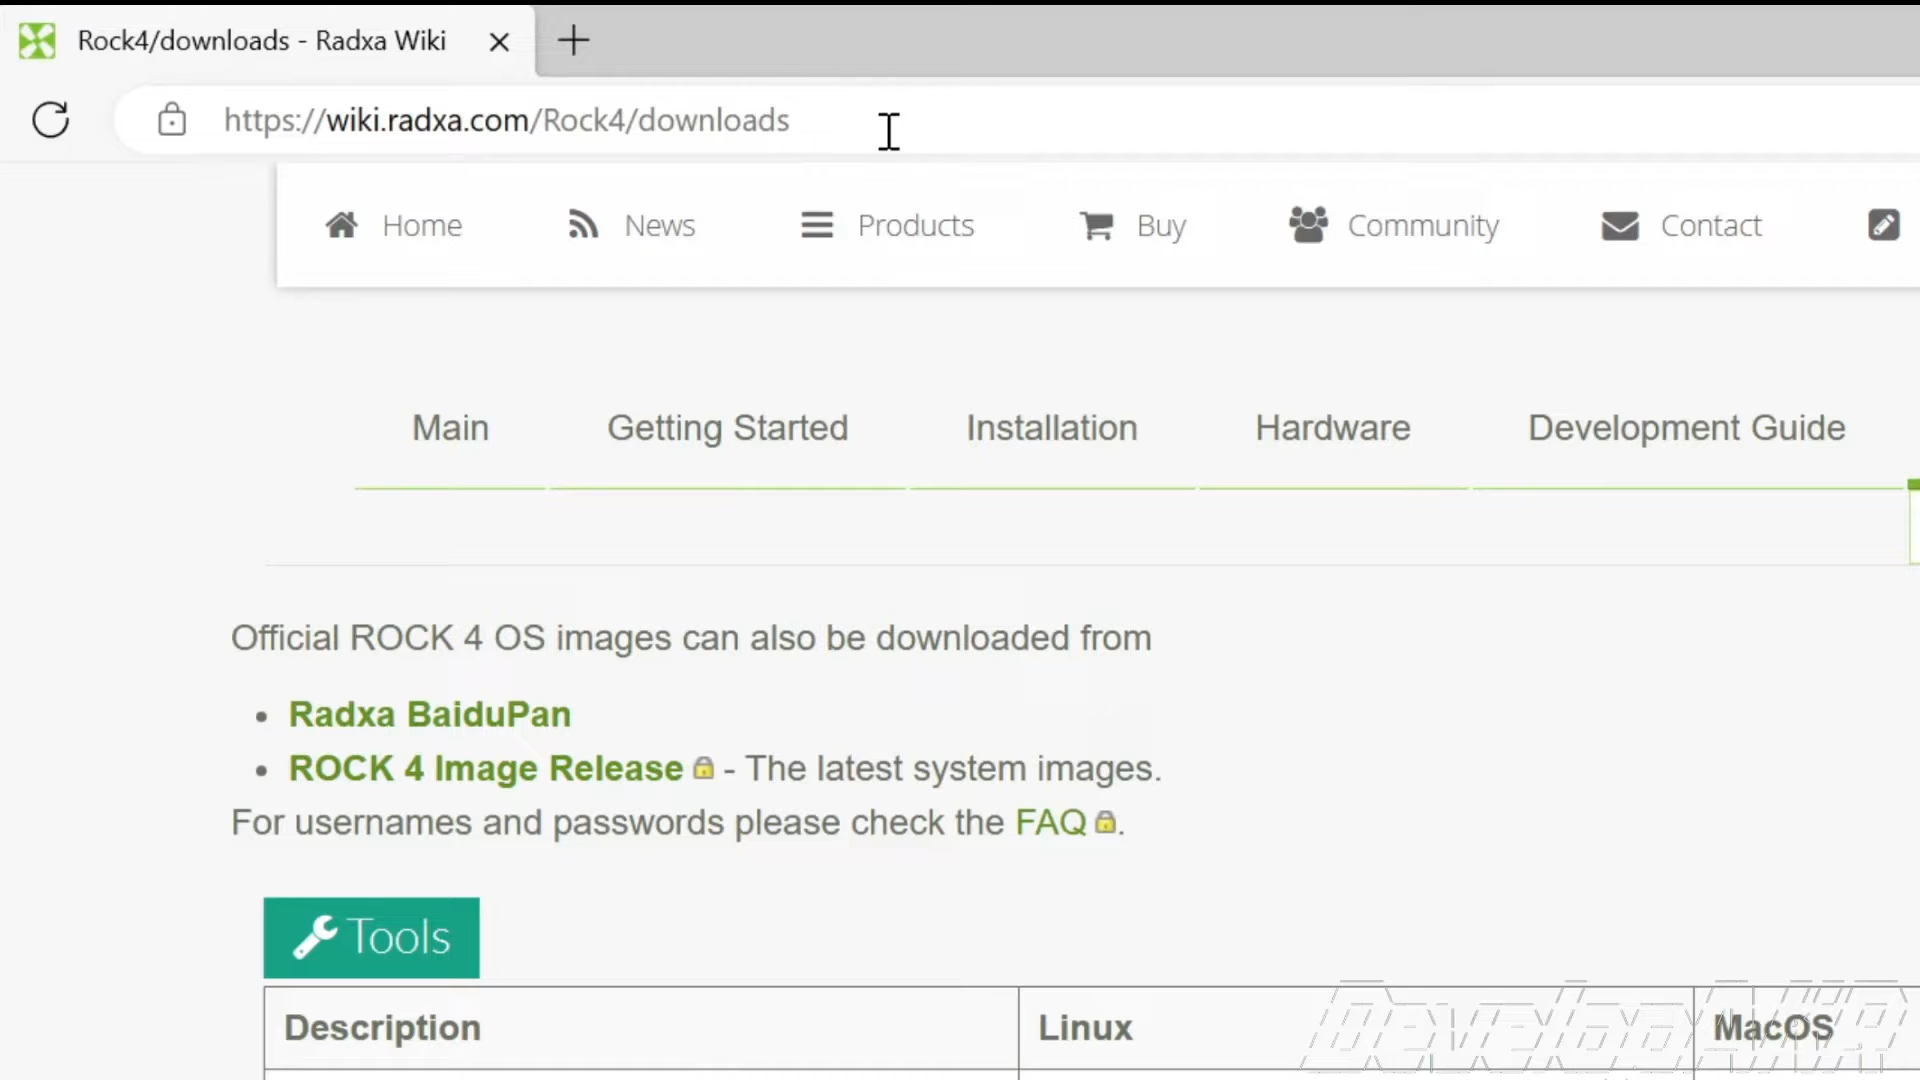 Rock4/downloads - Radxa Wiki
https://wiki.radxa.com/Rock4/downloads
Home News Products Buy Community Contact
Main Getting Started Installation Hardware Development Guide
Official ROCK 4 OS images can also be downloaded from
• Radxa BaiduPan
• ROCK 4 Image Release - The latest system images.
For usernames and passwords please check the FAQ.
Tools
Description Linux MacOS